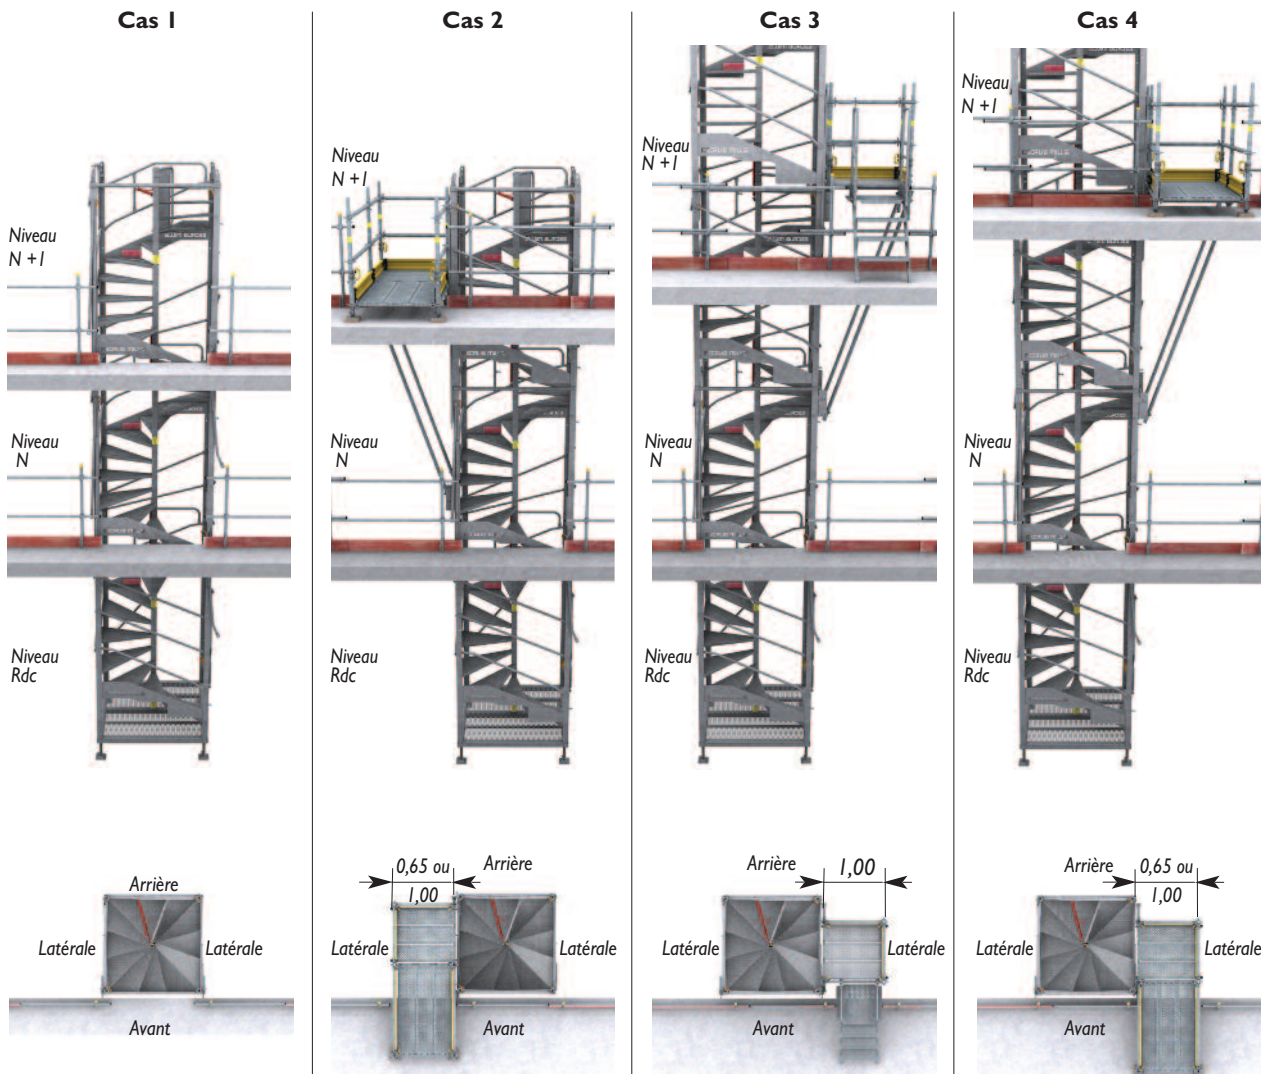 Cas 1
Cas 2
Cas 3
Cas 4
Niveau
N +1
Niveau
N
Niveau
Rdc
Niveau
N +1
Niveau
N
Niveau
Rdc
Niveau
N +1
Niveau
N
Niveau
Rdc
Niveau
N +1
Niveau
N
Niveau
Rdc
Arrière
Latérale
Latérale
Avant
0,65 ou
1,00
Arrière
Latérale
Avant
Arrière
1,00
Latérale
Latérale
Avant
Arrière
0,65 ou
1,00
Latérale
Latérale
Avant